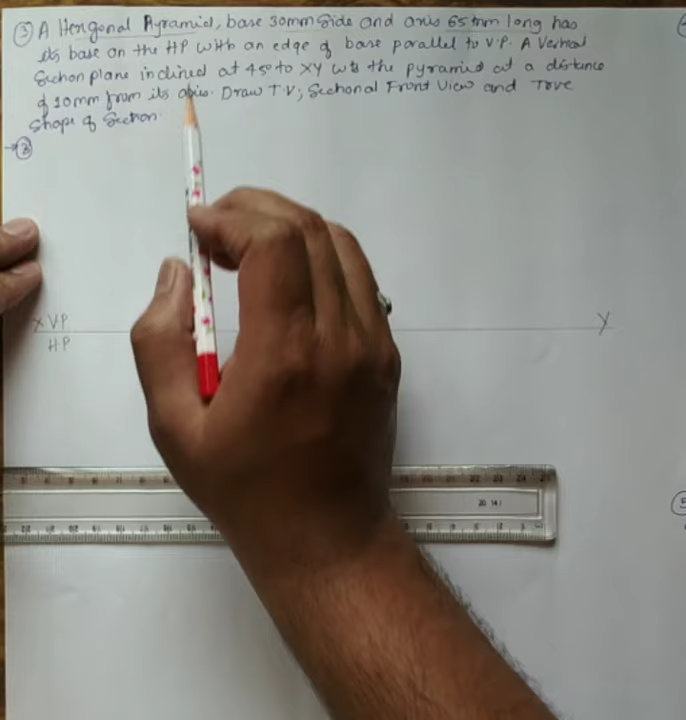 ③ A Hexgonal Pyramid, base 30mm side and axis 65mm long has
its base on the HP with an edge of base parallel to V.P. A Vertical
Section plane inclined at 45° to XY cuts the pyramid at a distance
of 10mm from its axis. Draw T.V; Sectional Front View and True
Shape of Section.
→③
X VP Y
HP